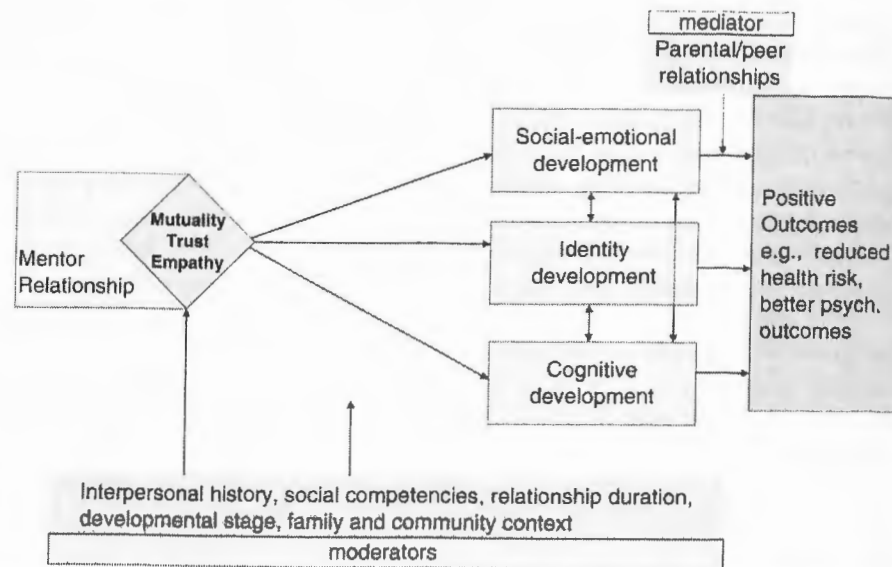 mediator
Parental/peer
relationships
Social-emotional
development
Mutuality
Trust
Empathy
Mentor
Relationship
Identity
development
Positive
Outcomes
e.g., reduced
health risk,
better psych.
outcomes
Cognitive
development
Interpersonal history, social competencies, relationship duration,
developmental stage, family and community context
moderators